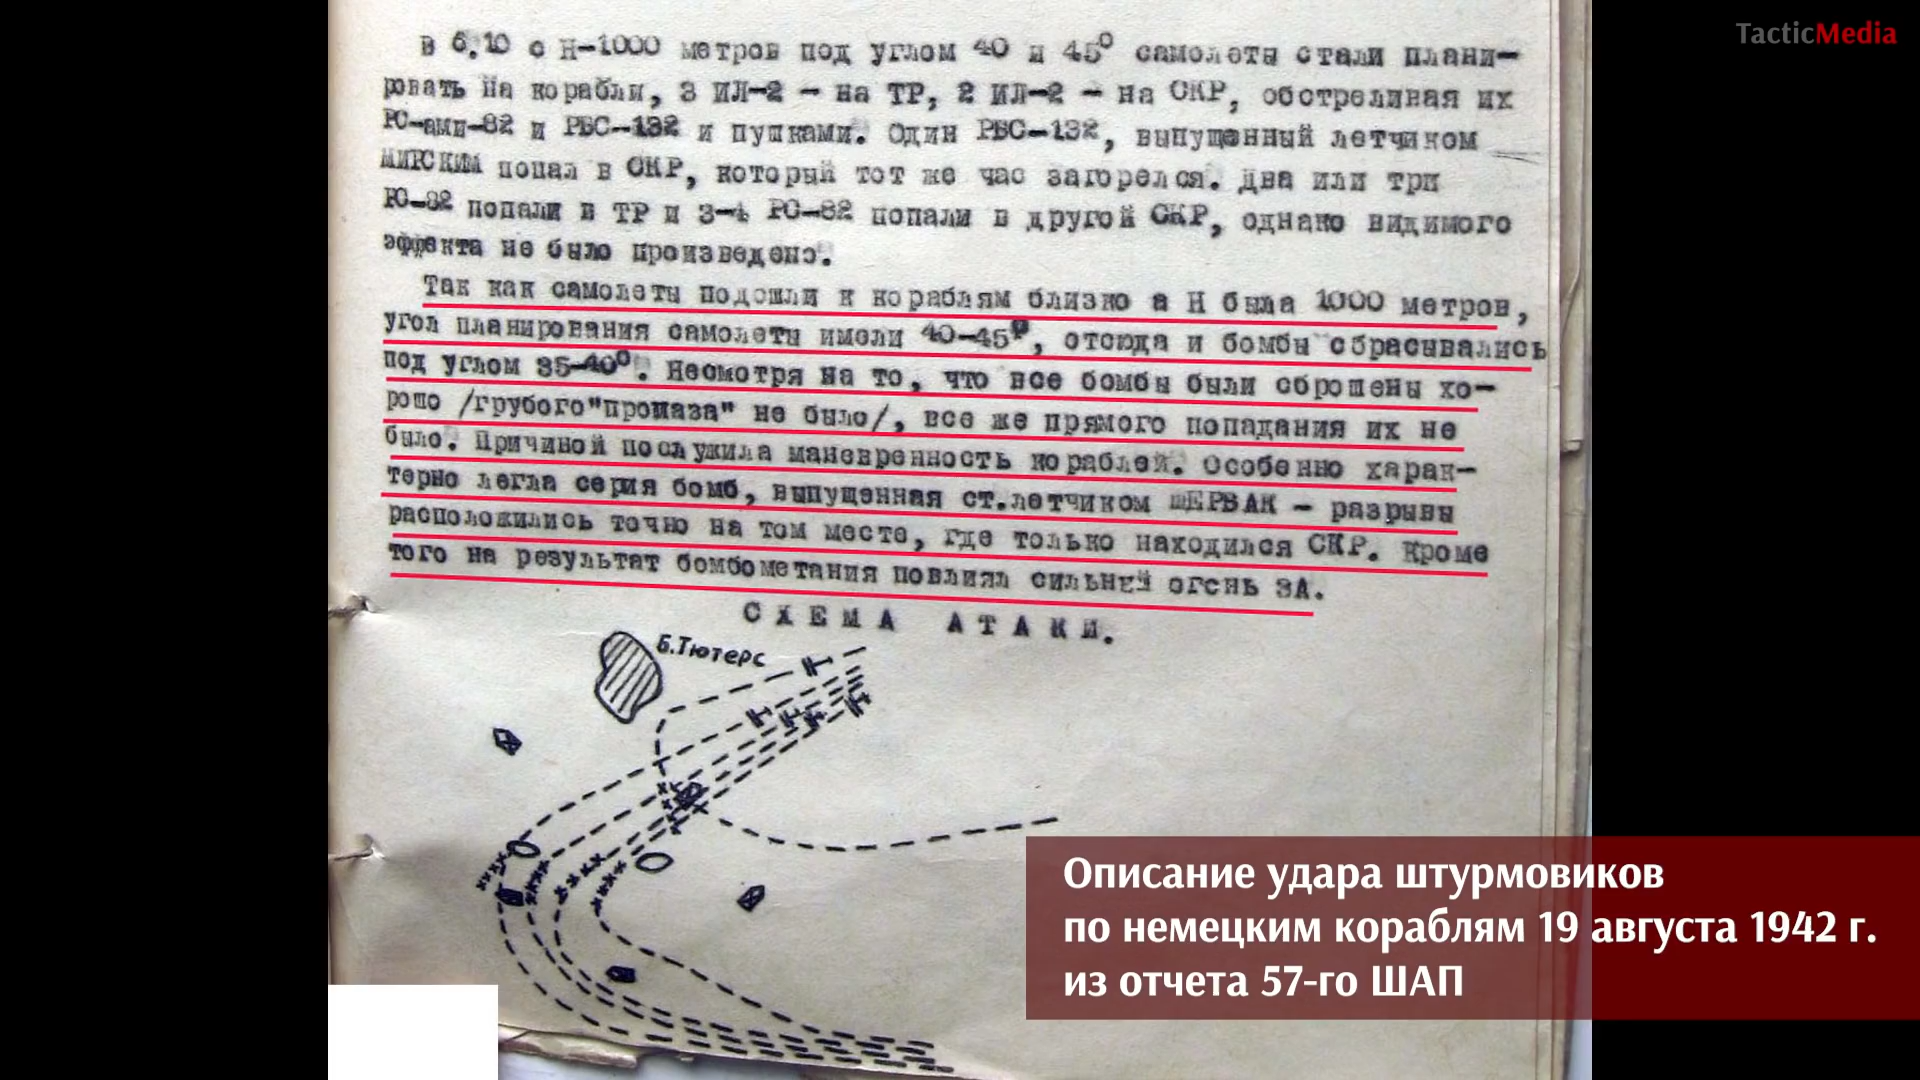 TacticMedia
В 6.10 с Н-1000 метров под углом 40 и 45° самолеты стали плани-
ровать на корабли, 3 ИЛ-2 - на ТР, 2 ИЛ-2 - на СКР, обстреливая их
РС-ами-82 и РБС-132 и пушками. Один РБС-132, выпущенный летчиком
МИРСКИМ попал в СКР, который тот же час загорелся. Два или три
РС-82 попали в ТР и 3-4 РС-82 попали в другой СКР, однако видимого
эффекта не было произведено.
Так как самолеты подошли к кораблям близко а Н была 1000 метров,
угол планирования самолеты имели 40-45°, отсюда и бомбы сбрасывались
под углом 35-40°. Несмотря на то, что все бомбы были сброшены хо-
рошо /грубого"промаза" не было/, все же прямого попадания их не
было. Причиной послужила маневренность кораблей. Особенно харак-
терно легла серия бомб, выпущенная ст.летчиком ЩЕРБАК - разрывы
расположились точно на том месте, где только находился СКР. Кроме
того на результат бомбометания повлиял сильный огонь ЗА.
СХЕМА АТАКИ.
Б.Тютерс
Описание удара штурмовиков
по немецким кораблям 19 августа 1942 г.
из отчета 57-го ШАП